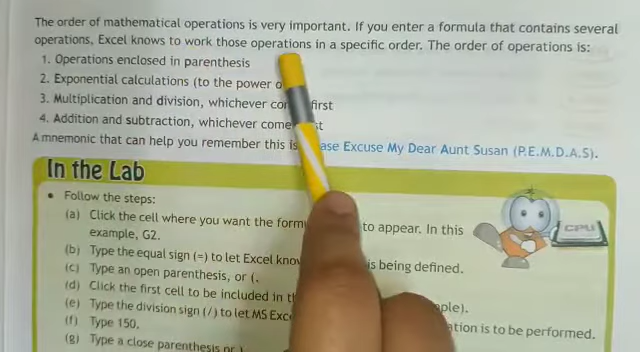 The order of mathematical operations is very important. If you enter a formula that contains several
operations, Excel knows to work those operations in a specific order. The order of operations is:
1. Operations enclosed in parenthesis
2. Exponential calculations (to the power o
3. Multiplication and division, whichever co first
4. Addition and subtraction, whichever come st
A mnemonic that can help you remember this is ase Excuse My Dear Aunt Susan (P.E.M.D.A.S).
In the Lab
• Follow the steps:
(a) Click the cell where you want the form to appear. In this
example, G2.
CPU
(b) Type the equal sign (=) to let Excel kno is being defined.
(c) Type an open parenthesis, or (.
(d) Click the first cell to be included in t ple).
(e) Type the division sign (/) to let MS Exc ation is to be performed.
(f) Type 150.
(g) Type a close parenthesis or )